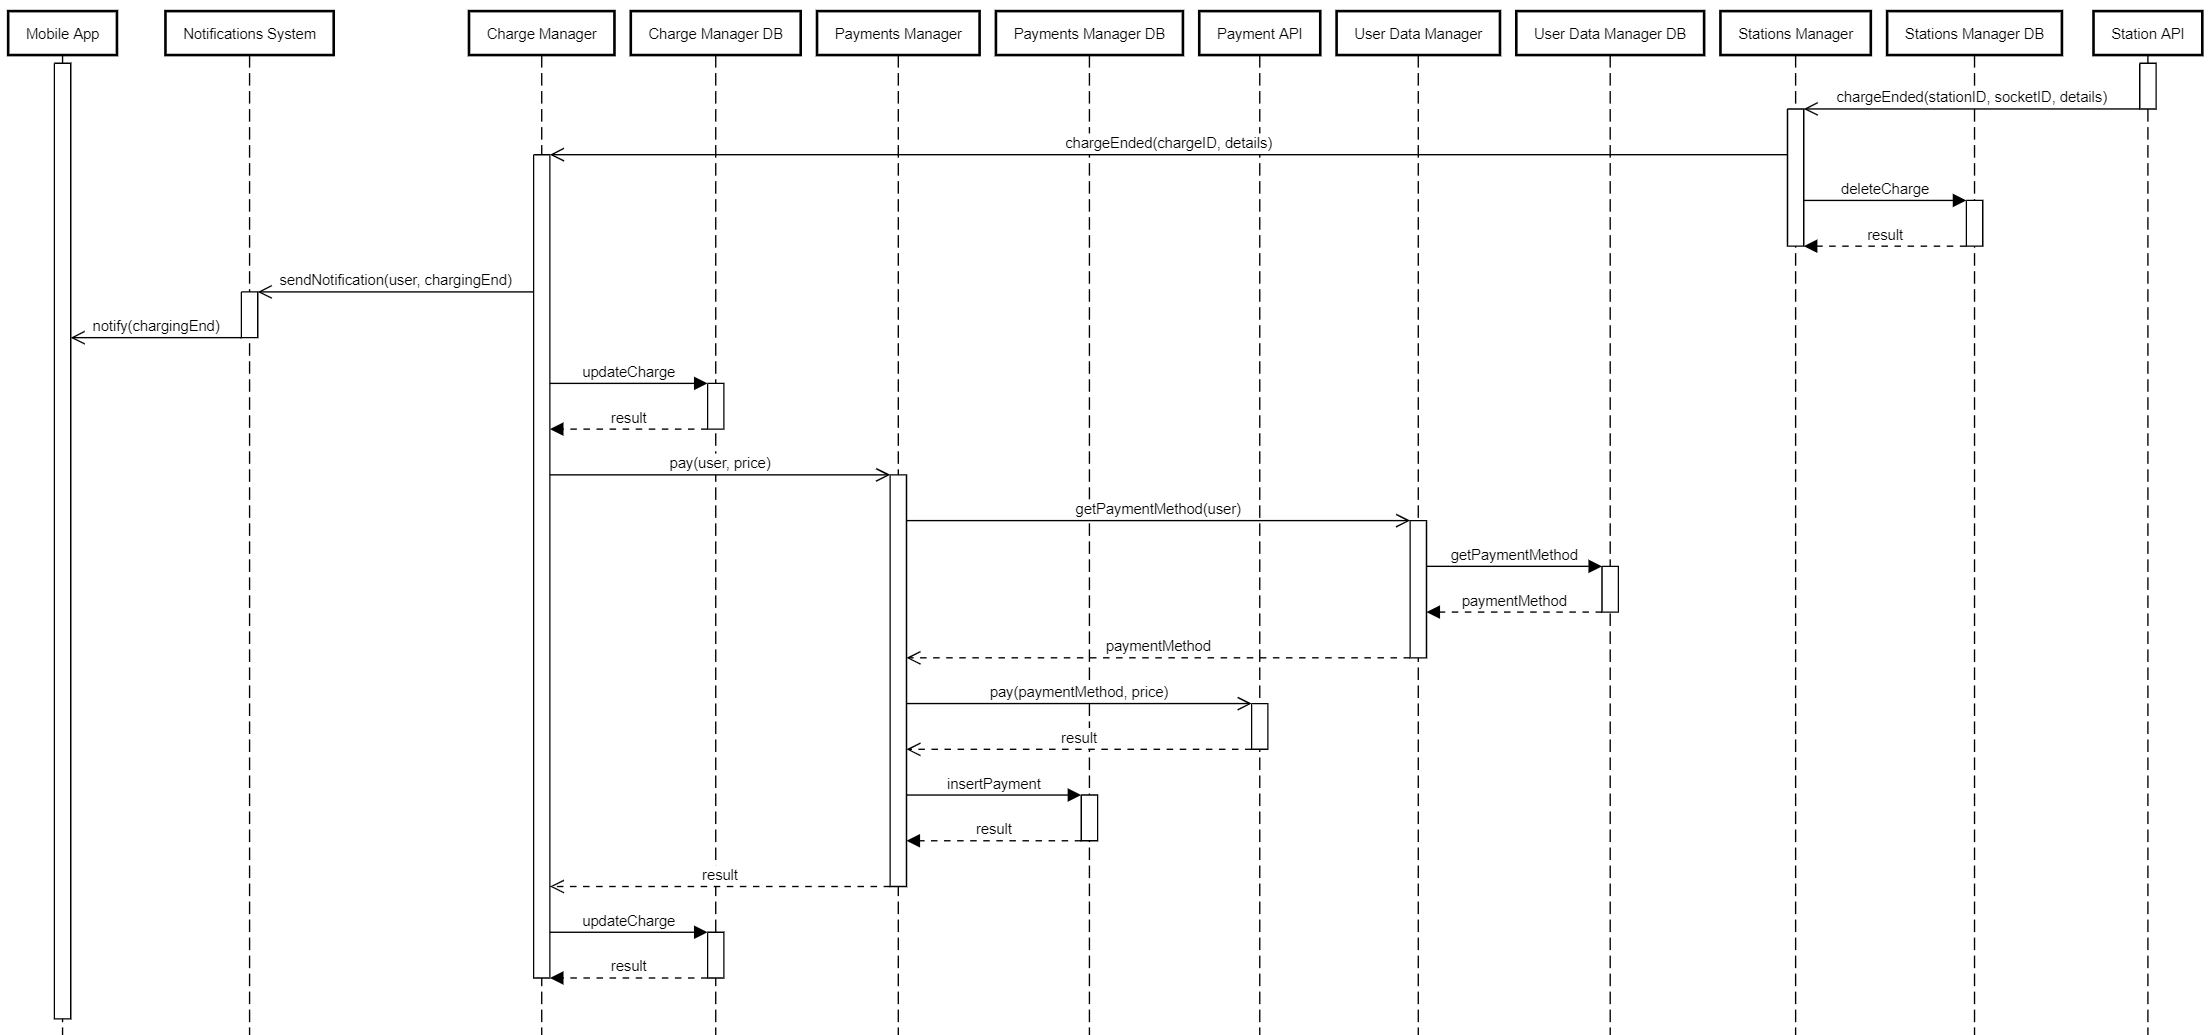 Mobile App
Notifications System
Charge Manager
Charge Manager DB
Payments Manager
Payments Manager DB
Payment API
User Data Manager
User Data Manager DB
Stations Manager
Stations Manager DB
Station API
chargeEnded(stationID, socketID, details)
chargeEnded(chargeID, details)
deleteCharge
result
sendNotification(user, chargingEnd)
notify(chargingEnd)
updateCharge
result
pay(user, price)
getPaymentMethod(user)
getPaymentMethod
paymentMethod
paymentMethod
pay(paymentMethod, price)
result
insertPayment
result
result
updateCharge
result